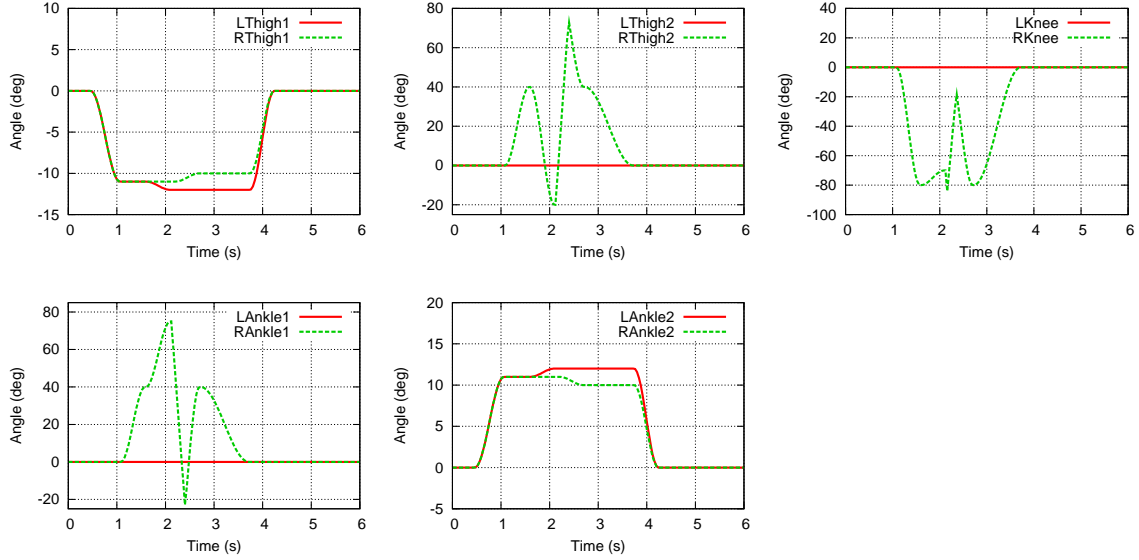 10
5
0
-5
-10
-15
0 1 2 3 4 5 6
Angle (deg)
Time (s)
LThigh1
RThigh1
80
60
40
20
0
-20
0 1 2 3 4 5 6
Angle (deg)
Time (s)
LThigh2
RThigh2
40
20
0
-20
-40
-60
-80
-100
0 1 2 3 4 5 6
Angle (deg)
Time (s)
LKnee
RKnee
80
60
40
20
0
-20
0 1 2 3 4 5 6
Angle (deg)
Time (s)
LAnkle1
RAnkle1
20
15
10
5
0
-5
0 1 2 3 4 5 6
Angle (deg)
Time (s)
LAnkle2
RAnkle2